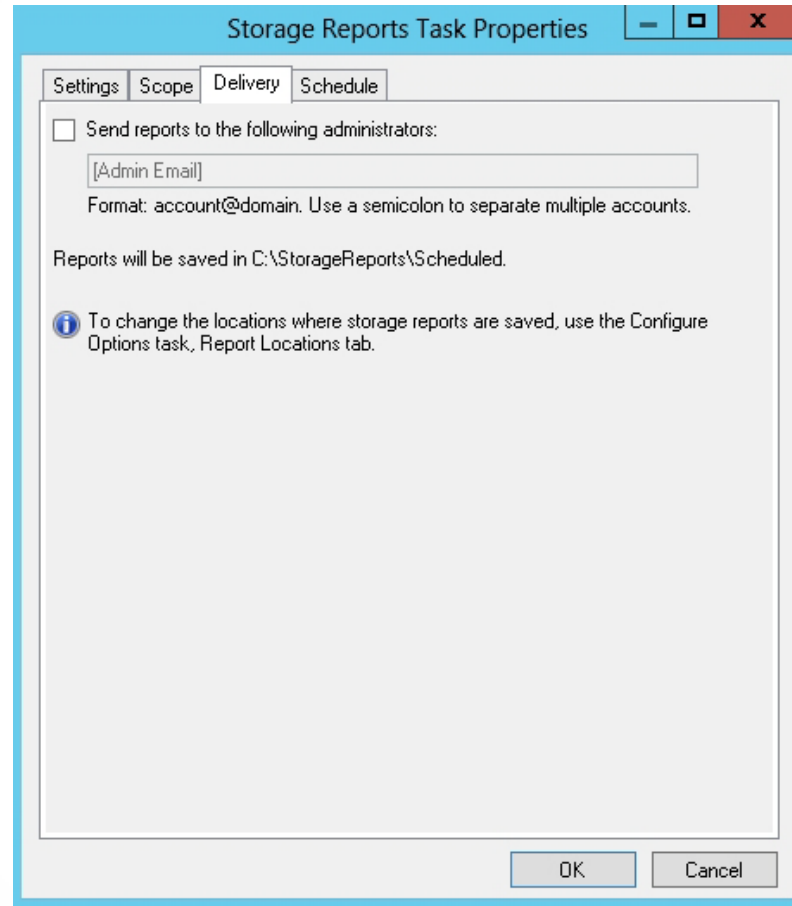 Storage Reports Task Properties
Settings Scope Delivery Schedule
Send reports to the following administrators:
[Admin Email]
Format: account@domain. Use a semicolon to separate multiple accounts.
Reports will be saved in C:\StorageReports\Scheduled.
To change the locations where storage reports are saved, use the Configure
Options task, Report Locations tab.
OK Cancel